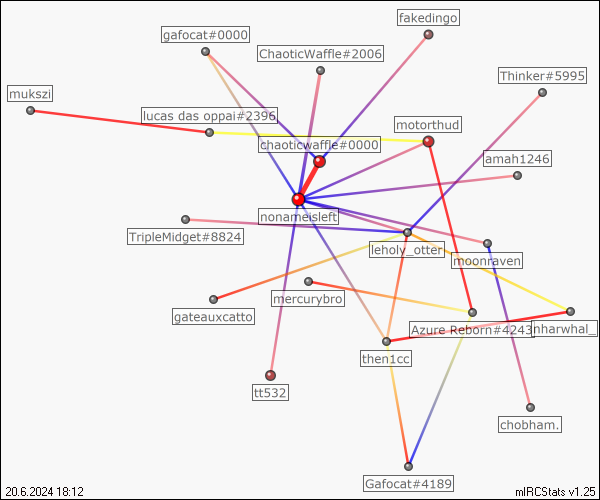 fakedingo
gafocat#0000
ChaoticWaffle#2006
Thinker#5995
mukszi
lucas das oppai#2396
motorthud
chaoticwaffle#0000
amah1246
nonameisleft
TripleMidget#8824
leholy_otter
moonraven
mercurybro
gateauxcatto
Azure Reborn#4243
nharwhal_
then1cc
tt532
chobham.
Gafocat#4189
20.6.2024 18:12
mIRCStats v1.25